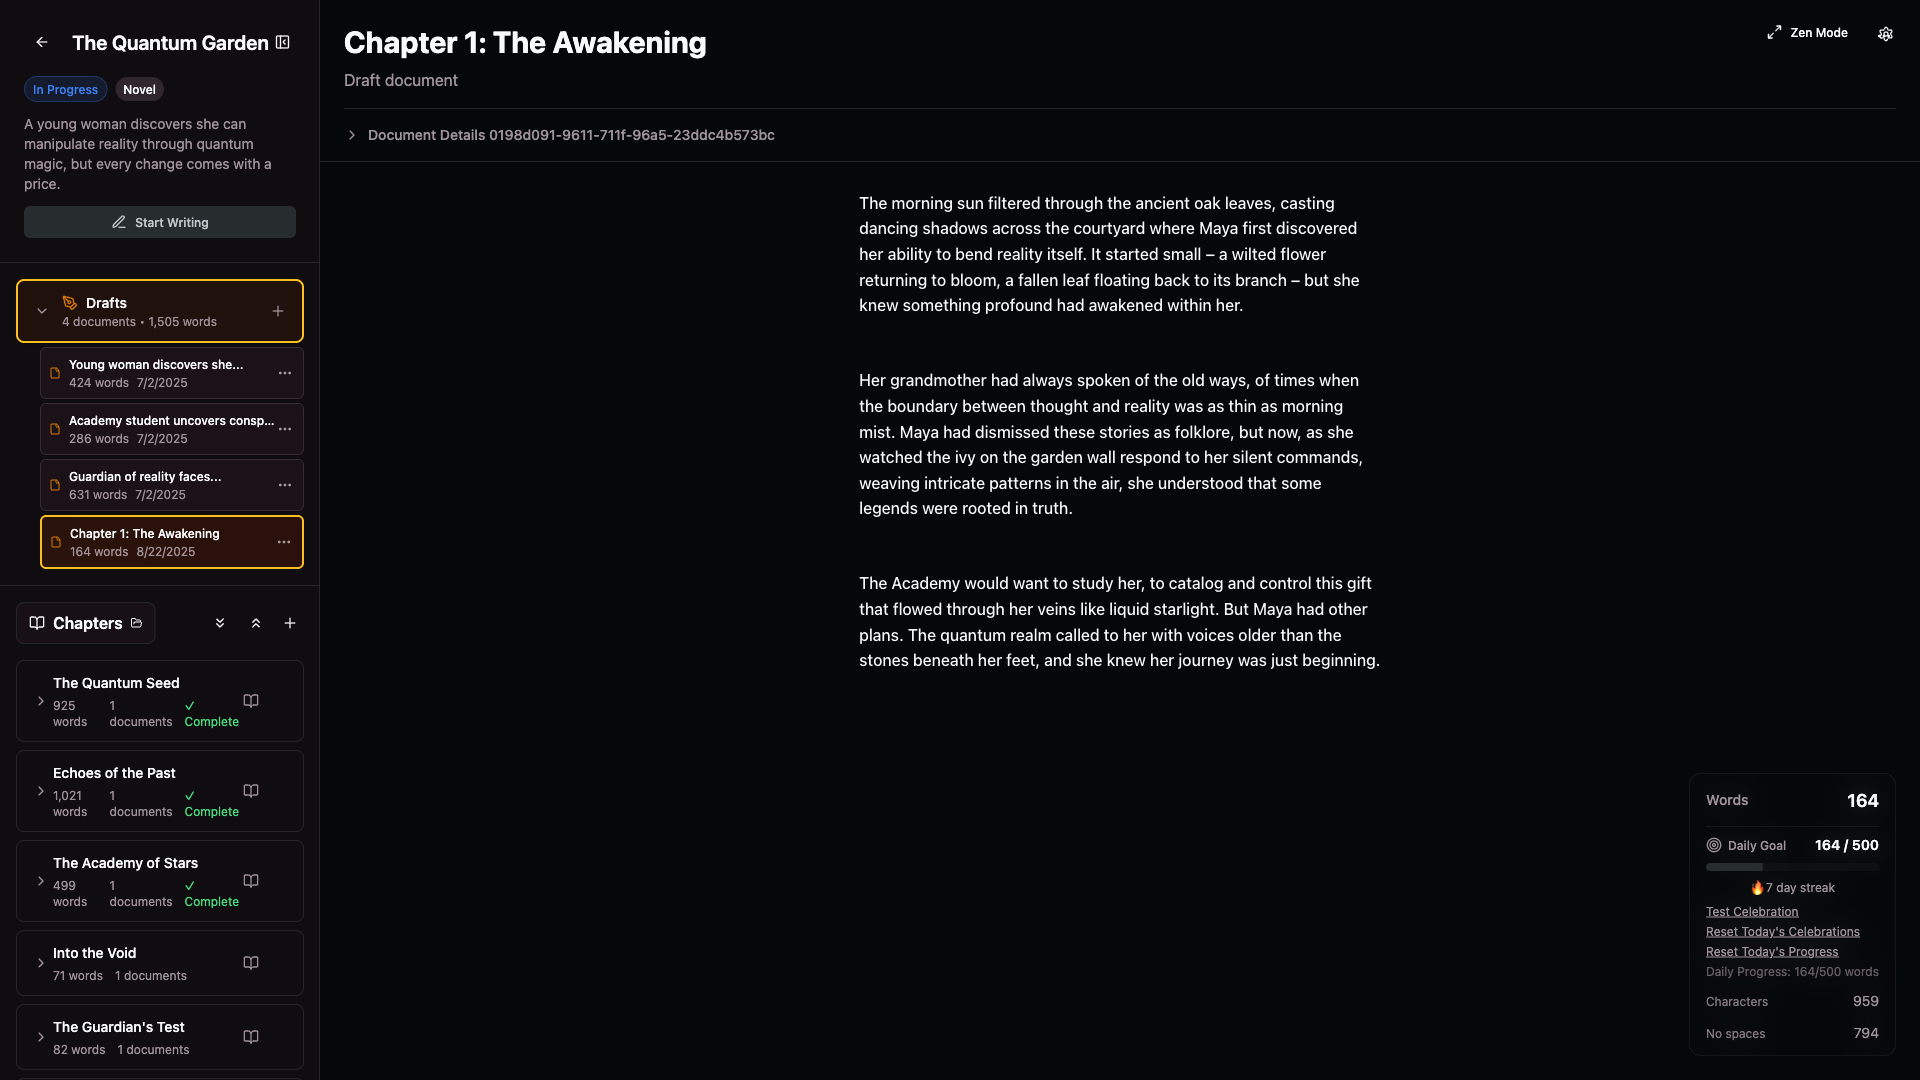 The Quantum Garden
In Progress
Novel
A young woman discovers she can
manipulate reality through quantum
magic, but every change comes with a
price.
Start Writing
Drafts
4 documents • 1,505 words
Young woman discovers she...
424 words 7/2/2025
Academy student uncovers consp...
286 words 7/2/2025
Guardian of reality faces...
631 words 7/2/2025
Chapter 1: The Awakening
164 words 8/22/2025
Chapters
The Quantum Seed
925 words
1 documents
✓ Complete
Echoes of the Past
1,021 words
1 documents
✓ Complete
The Academy of Stars
499 words
1 documents
✓ Complete
Into the Void
71 words 1 documents
The Guardian's Test
82 words 1 documents
Chapter 1: The Awakening
Draft document
Zen Mode
Document Details 0198d091-9611-711f-96a5-23ddc4b573bc
The morning sun filtered through the ancient oak leaves, casting
dancing shadows across the courtyard where Maya first discovered
her ability to bend reality itself. It started small – a wilted flower
returning to bloom, a fallen leaf floating back to its branch – but she
knew something profound had awakened within her.
Her grandmother had always spoken of the old ways, of times when
the boundary between thought and reality was as thin as morning
mist. Maya had dismissed these stories as folklore, but now, as she
watched the ivy on the garden wall respond to her silent commands,
weaving intricate patterns in the air, she understood that some
legends were rooted in truth.
The Academy would want to study her, to catalog and control this gift
that flowed through her veins like liquid starlight. But Maya had other
plans. The quantum realm called to her with voices older than the
stones beneath her feet, and she knew her journey was just beginning.
Words 164
Daily Goal 164 / 500
🔥7 day streak
Test Celebration
Reset Today's Celebrations
Reset Today's Progress
Daily Progress: 164/500 words
Characters 959
No spaces 794